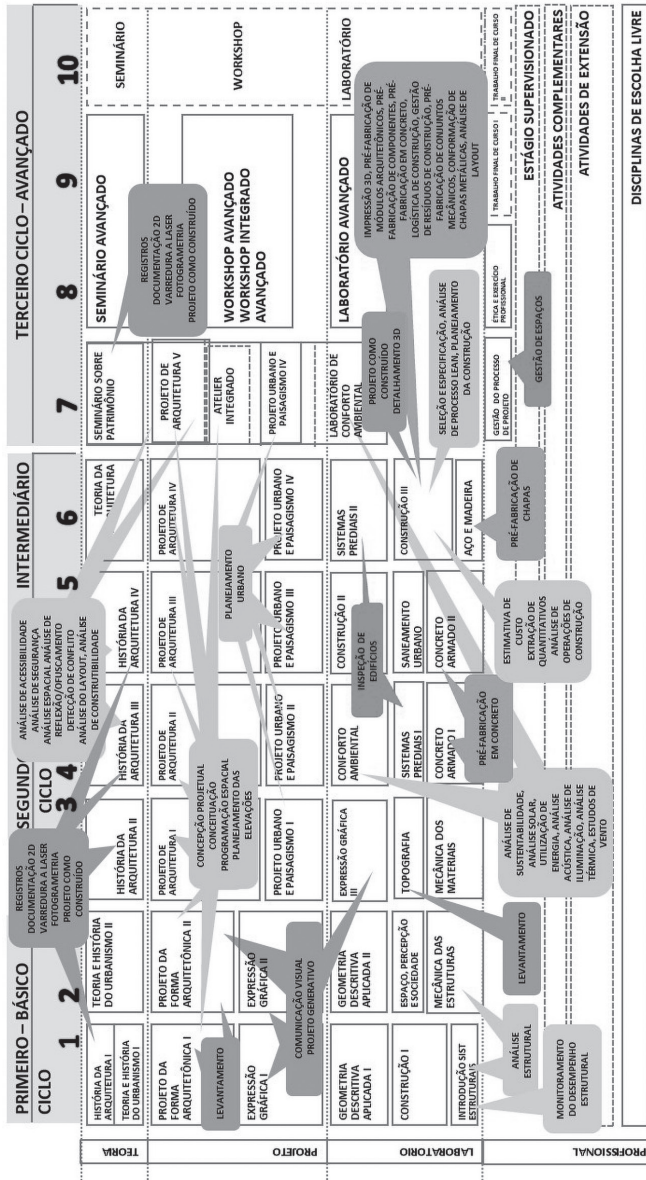 PRIMEIRO – BÁSICO
CICLO
SEGUNDO
CICLO
INTERMEDIÁRIO
TERCEIRO CICLO – AVANÇADO
1
2
3
4
5
6
7
8
9
10
TEORIA
PROJETO
LABORATORIO
PROFISSIONAL
HISTÓRIA DA
ARQUITETURA I
TEORIA E HISTÓRIA
DO URBANISMO I
TEORIA E HISTÓRIA
DO URBANISMO II
HISTÓRIA DA
ARQUITETURA II
HISTÓRIA DA
ARQUITETURA III
HISTÓRIA DA
ARQUITETURA IV
TEORIA DA
SEMINÁRIO SOBRE
PATRIMÔNIO
SEMINÁRIO AVANÇADO
SEMINÁRIO
REGISTROS
DOCUMENTAÇÃO 2D
VARREDURA A LASER
FOTOGRAMETRIA
PROJETO COMO
CONSTRUÍDO
ANÁLISE DE ACESSIBILIDADE
ANÁLISE DE SEGURANÇA
ANÁLISE ESPACIAL ANÁLISE DE
REFLEXÃO/OFUSCAMENTO
DETECÇÃO DE CONFLITO
ANÁLISE DO LAYOUT, ANÁLISE
DE CONSTRUTIBILIDADE
REGISTROS
DOCUMENTAÇÃO 2D
VARREDURA A LASER
FOTOGRAMETRIA
PROJETO COMO CONSTRUÍDO
PROJETO DA
FORMA
ARQUITETÔNICA I
PROJETO DA
FORMA
ARQUITETÔNICA II
PROJETO DE
ARQUITETURA I
PROJETO DE
ARQUITETURA II
PROJETO DE
ARQUITETURA III
PROJETO DE
ARQUITETURA IV
PROJETO DE
ARQUITETURA V
ATELIER
INTEGRADO
WORKSHOP AVANÇADO
WORKSHOP INTEGRADO
AVANÇADO
WORKSHOP
LEVANTAMENTO
CONCEPÇÃO PROJETUAL
CONCEITUAÇÃO
PROGRAMAÇÃO ESPACIAL
PLANEJAMENTO DAS
ELEVAÇÕES
PLANEJAMENTO
URBANO
EXPRESSÃO
GRÁFICA I
EXPRESSÃO
GRÁFICA II
PROJETO URBANO
E PAISAGISMO I
PROJETO URBANO
E PAISAGISMO II
PROJETO URBANO
E PAISAGISMO III
PROJETO URBANO
E PAISAGISMO IV
PROJETO URBANO E
PAISAGISMO IV
COMUNICAÇÃO VISUAL
PROJETO GENERATIVO
GEOMETRIA
DESCRITIVA
APLICADA I
GEOMETRIA
DESCRITIVA
APLICADA II
EXPRESSÃO GRÁFICA
III
CONFORTO
AMBIENTAL
CONSTRUÇÃO II
SISTEMAS
PREDIAIS II
LABORATÓRIO DE
CONFORTO
AMBIENTAL
LABORATÓRIO AVANÇADO
LABORATÓRIO
INSPEÇÃO DE
EDIFÍCIOS
PROJETO COMO
CONSTRUÍDO
DETALHAMENTO 3D
IMPRESSÃO 3D, PRÉ-FABRICAÇÃO DE
MÓDULOS ARQUITETÔNICOS, PRÉ-
FABRICAÇÃO DE COMPONENTES, PRÉ-
FABRICAÇÃO EM CONCRETO,
LOGÍSTICA DE CONSTRUÇÃO, GESTÃO
DE RESÍDUOS DE CONSTRUÇÃO, PRÉ-
FABRICAÇÃO DE CONJUNTOS
MECÂNICOS, CONFORMAÇÃO DE
CHAPAS METÁLICAS, ANÁLISE DE
LAYOUT
CONSTRUÇÃO I
ESPAÇO, PERCEPÇÃO
E SOCIEDADE
TOPOGRAFIA
SISTEMAS
PREDIAIS I
SANEAMENTO
URBANO
CONSTRUÇÃO III
SELEÇÃO E ESPECIFICAÇÃO, ANÁLISE
DE PROCESSO LEAN, PLANEJAMENTO
DA CONSTRUÇÃO
INTRODUÇÃO SIST
ESTRUTURAIS
MECÂNICA DAS
ESTRUTURAS
MECÂNICA DOS
MATERIAIS
CONCRETO
ARMADO I
CONCRETO
ARMADO II
AÇO E MADEIRA
PRÉ-FABRICAÇÃO
EM CONCRETO
PRÉ-FABRICAÇÃO DE
CHAPAS
GESTÃO DO PROCESSO
DE PROJETO
ÉTICA E EXERCÍCIO
PROFISSIONAL
TRABALHO FINAL DE CURSO I
TRABALHO FINAL DE CURSO
GESTÃO DE ESPAÇOS
LEVANTAMENTO
ANÁLISE
ESTRUTURAL
MONITORAMENTO
DO DESEMPENHO
ESTRUTURAL
ANÁLISE DE
SUSTENTABILIDADE,
ANÁLISE SOLAR,
UTILIZAÇÃO DE
ENERGIA, ANÁLISE
ACÚSTICA, ANÁLISE DE
ILUMINAÇÃO, ANÁLISE
TÉRMICA, ESTUDOS DE
VENTO
ESTIMATIVA DE
CUSTO
EXTRAÇÃO DE
QUANTITATIVOS
ANÁLISE DE
OPERAÇÕES DE
CONSTRUÇÃO
ESTÁGIO SUPERVISIONADO
ATIVIDADES COMPLEMENTARES
ATIVIDADES DE EXTENSÃO
DISCIPLINAS DE ESCOLHA LIVRE